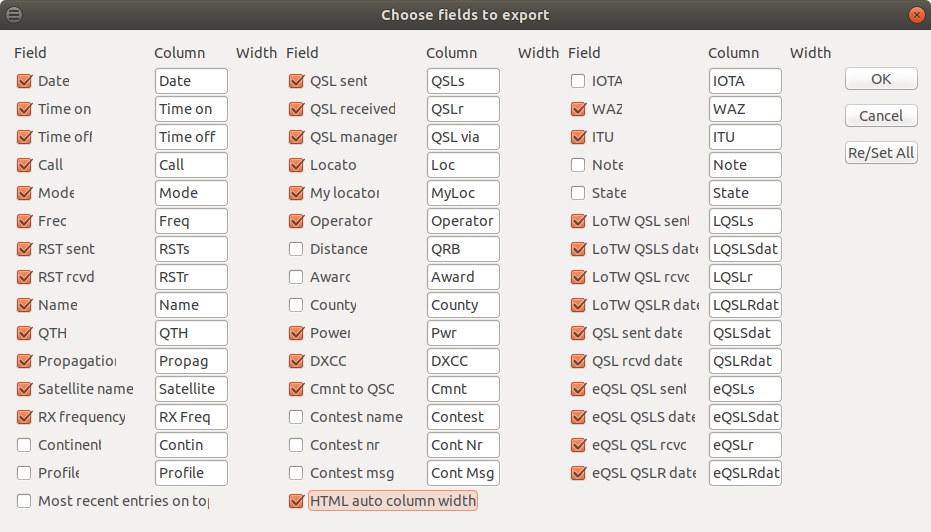 Choose fields to export
Field Column Width Field Column Width Field Column Width
Date Date QSL sent QSLs IOTA IOTA OK
Time on Time on QSL received QSLr WAZ WAZ
Time off Time off QSL manager QSL via ITU ITU Cancel
Call Call Locato Loc Note Note Re/Set All
Mode Mode My locator MyLoc State State
Frec Freq Operator Operator LoTW QSL sent LQSLs
RST sent RSTs Distance QRB LoTW QSLS date LQSLSdat
RST rcvd RSTr Awarc Award LoTW QSL rcvc LQSLr
Name Name County County LoTW QSLR date LQSLRdat
QTH QTH Power Pwr QSL sent date QSLSdat
Propagation Propag DXCC DXCC QSL rcvd date QSLRdat
Satellite name Satellite Cmnt to QSO Cmnt eQSL QSL sent eQSLs
RX frequency RX Freq Contest name Contest eQSL QSLS date eQSLSdat
Continent Contin Contest nr Cont Nr eQSL QSL rcvc eQSLr
Profile Profile Contest msg Cont Msg eQSL QSLR date eQSLRdat
Most recent entries on top HTML auto column width